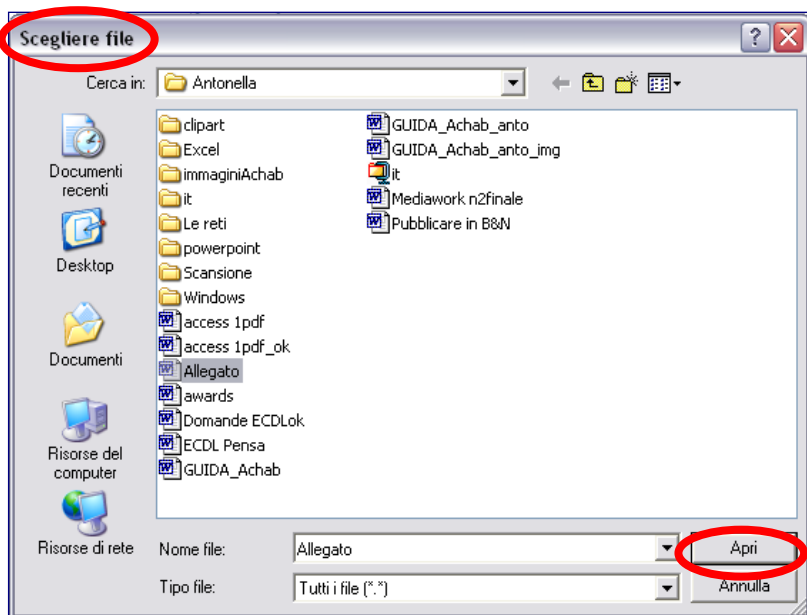 Scegliere file
Cerca in: Antonella
Documenti recenti
Desktop
Documenti
Risorse del computer
Risorse di rete
clipart
Excel
immaginiAchab
it
Le reti
powerpoint
Scansione
Windows
access 1pdf
access 1pdf_ok
Allegato
awards
Domande ECDLok
ECDL Pensa
GUIDA_Achab
GUIDA_Achab_anto
GUIDA_Achab_anto_img
it
Mediawork n2finale
Pubblicare in B&N
Nome file: Allegato Apri
Tipo file: Tutti i file (*.*) Annulla